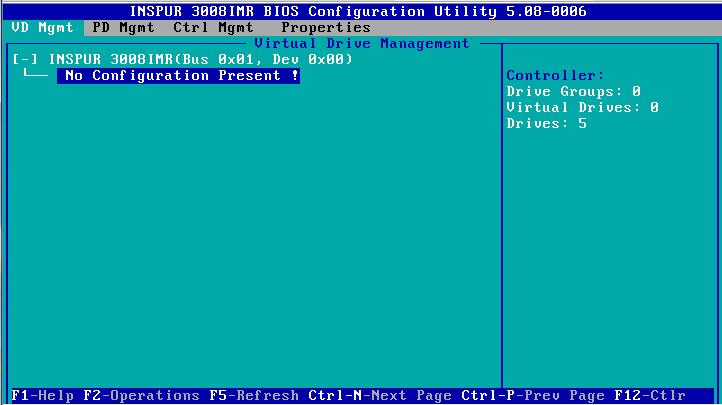 INSPUR 3008IMR BIOS Configuration Utility 5.08-0006
VD Mgmt PD Mgmt Ctrl Mgmt Properties
Virtual Drive Management
[-] INSPUR 3008IMR(Bus 0x01, Dev 0x00)
No Configuration Present !
Controller:
Drive Groups: 0
Virtual Drives: 0
Drives: 5
F1-Help F2-Operations F5-Refresh Ctrl-N-Next Page Ctrl-P-Prev Page F12-Ctlr